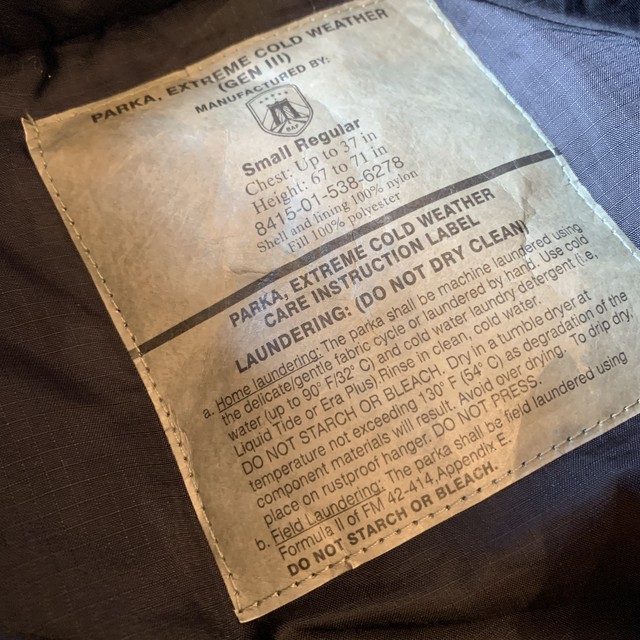 PARKA, EXTREME COLD WEATHER
(GEN III)
MANUFACTURED BY:
Small Regular
Chest: Up to 37 in
Height: 67 to 71 in
8415-01-538-6278
Shell and lining 100% nylon
Fill 100% polyester
PARKA, EXTREME COLD WEATHER
CARE INSTRUCTION LABEL
LAUNDERING: (DO NOT DRY CLEAN)
a. Home laundering: The parka shall be machine laundered using
the delicate/gentle fabric cycle or laundered by hand. Use cold
water (up to 90° F/32° C) and cold water laundry detergent (i.e,
Liquid Tide or Era Plus). Rinse in clean, cold water.
DO NOT STARCH OR BLEACH. Dry in a tumble dryer at
temperature not exceeding 130° F (54° C) as degradation of the
component materials will result. Avoid over drying. To drip dry,
place on rustproof hanger. DO NOT PRESS.
b. Field Laundering: The parka shall be field laundered using
Formula II of FM 42-414,Appendix E.
DO NOT STARCH OR BLEACH.